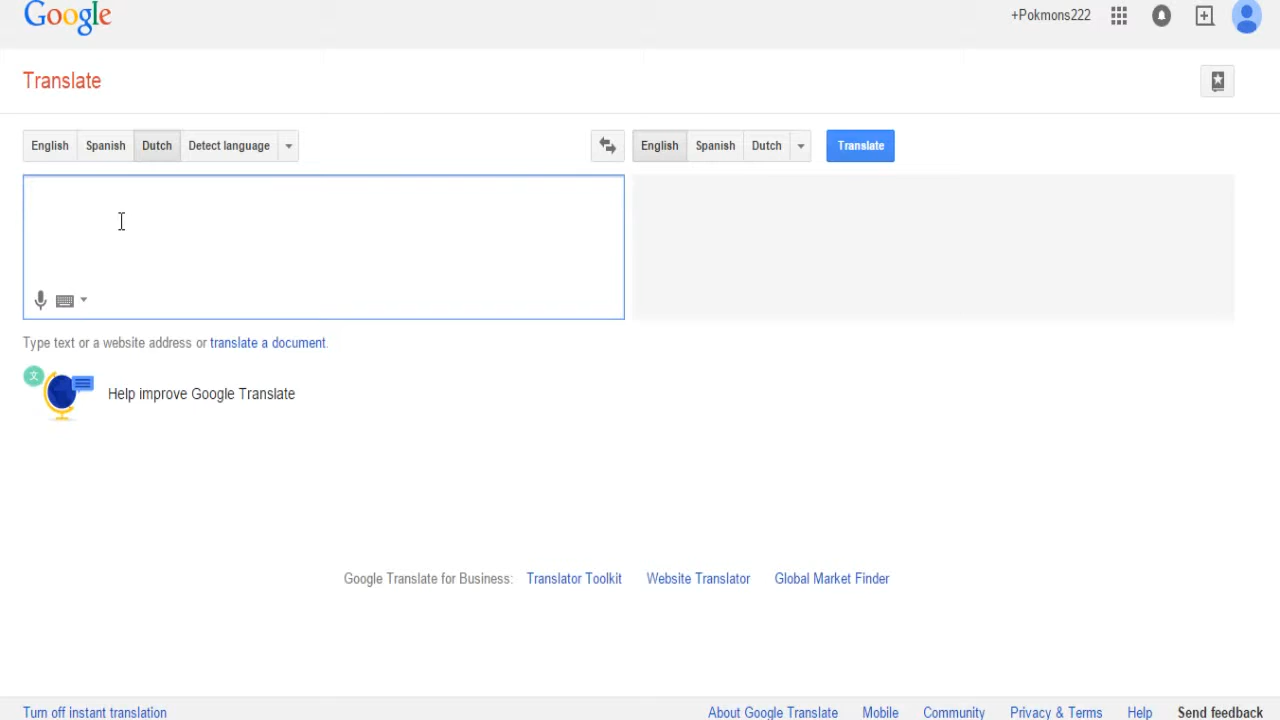 Google
+Pokmons222
Translate
English Spanish Dutch Detect language
English Spanish Dutch Translate
Type text or a website address or translate a document.
文
Help improve Google Translate
Google Translate for Business: Translator Toolkit Website Translator Global Market Finder
Turn off instant translation
About Google Translate Mobile Community Privacy & Terms Help Send feedback